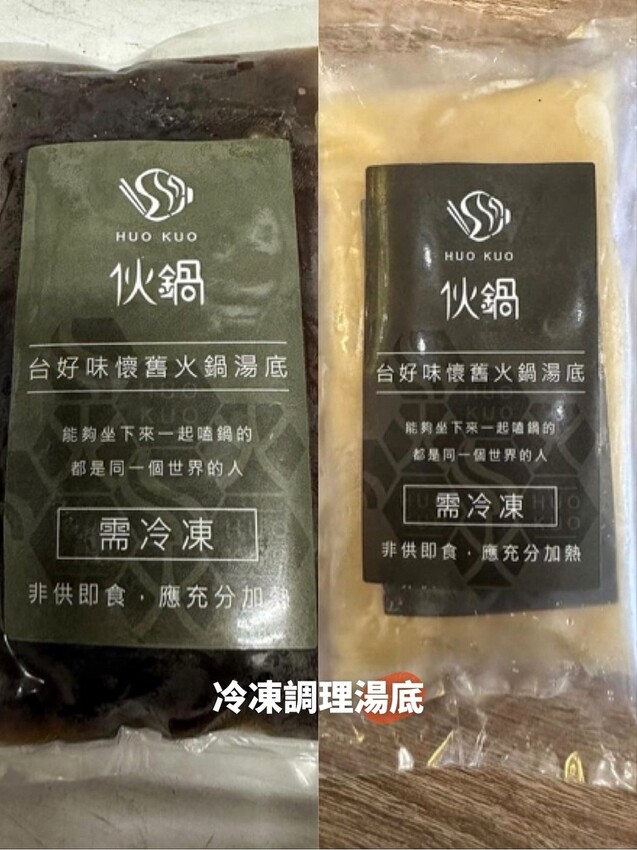 HUO KUO
伙鍋
台好味懷舊火鍋湯底
能夠坐下來一起嗑鍋的
都是同一個世界的人
需冷凍
非供即食，應充分加熱
HUO KUO
伙鍋
台好味懷舊火鍋湯底
能夠坐下來一起嗑鍋的
都是同一個世界的人
需冷凍
非供即食，應充分加熱
冷凍調理湯底